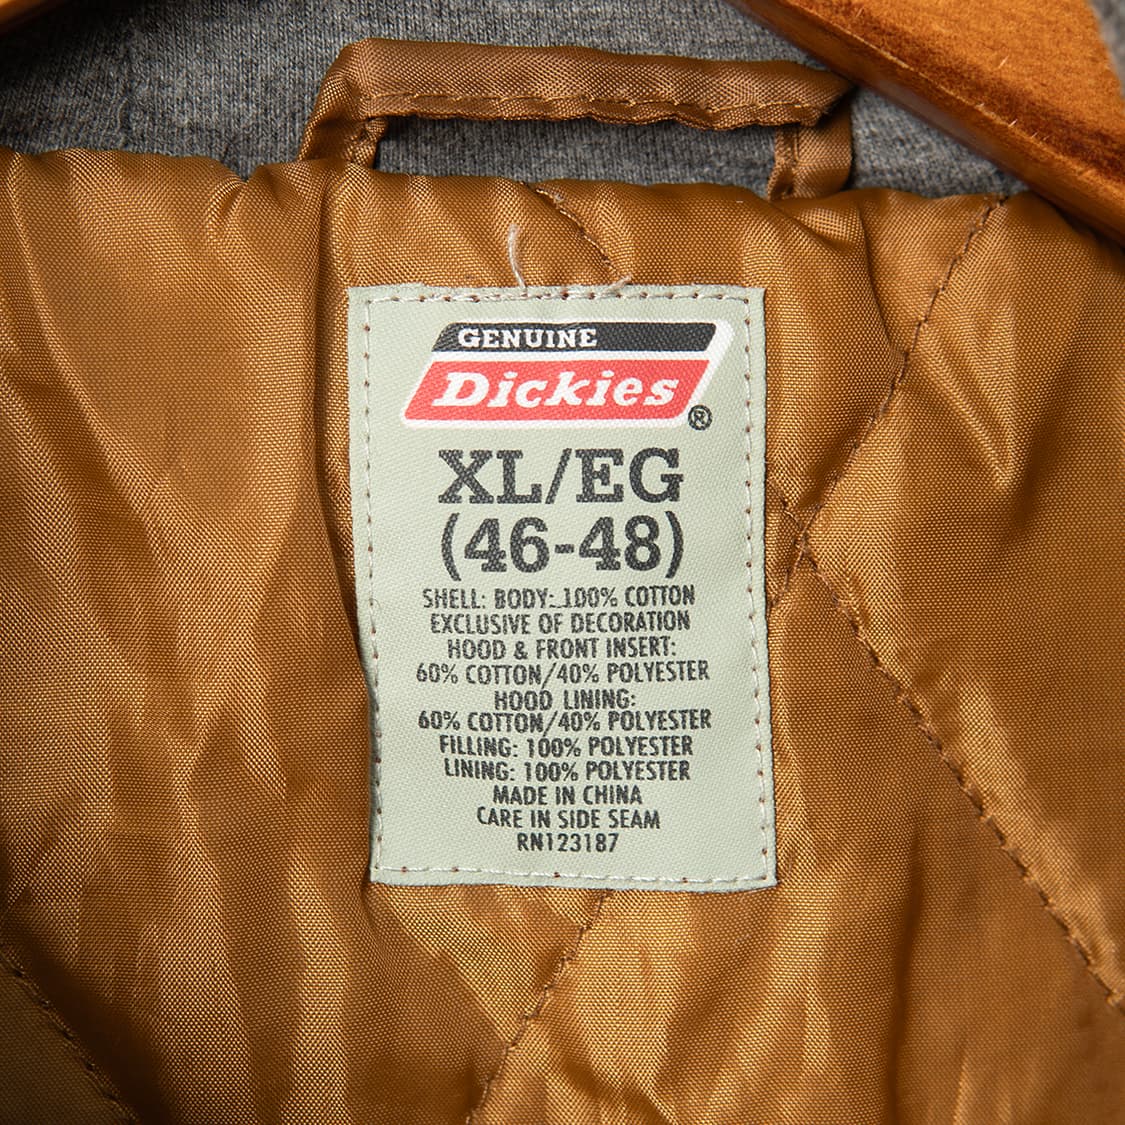 GENUINE
Dickies®
XL/EG
(46-48)
SHELL: BODY: 100% COTTON
EXCLUSIVE OF DECORATION
HOOD & FRONT INSERT:
60% COTTON/40% POLYESTER
HOOD LINING:
60% COTTON/40% POLYESTER
FILLING: 100% POLYESTER
LINING: 100% POLYESTER
MADE IN CHINA
CARE IN SIDE SEAM
RN123187